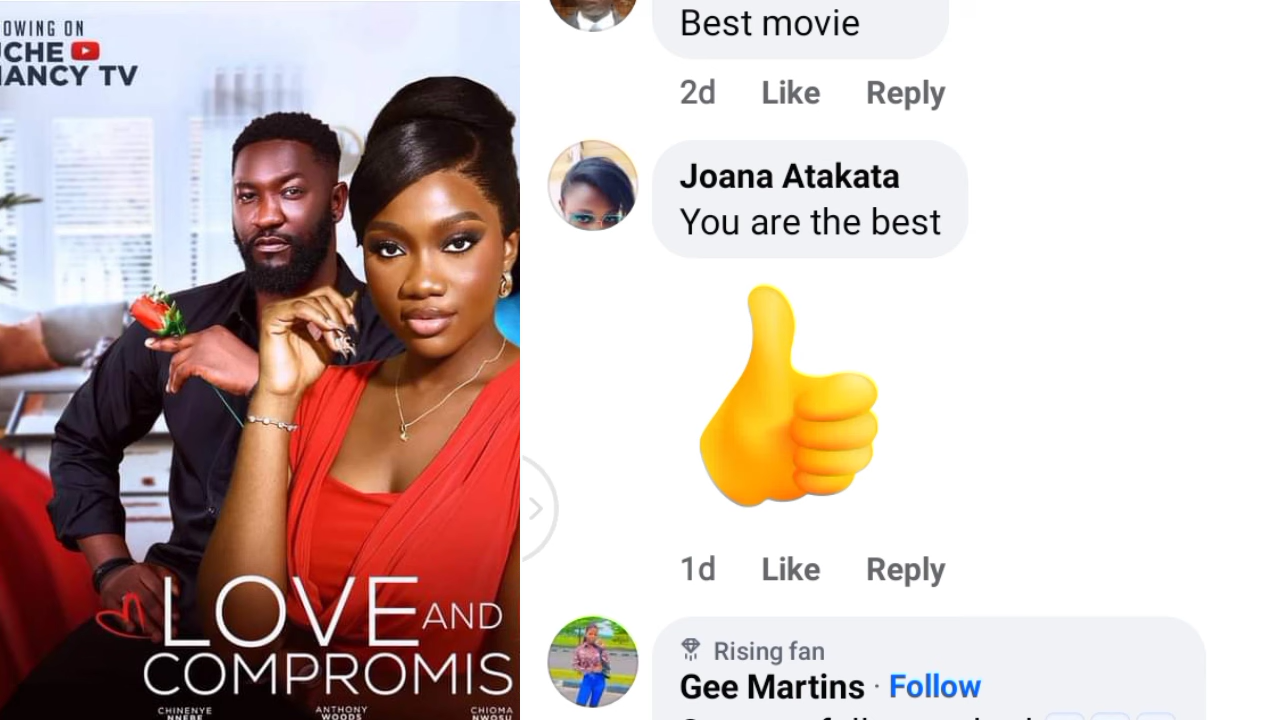 OWING ON
UCHE
NANCY TV
LOVE AND
COMPROMIS
CHINENYE
NNEBE
ANTHONY
WOODS
CHIOMA
NWOSU
Best movie
2d Like Reply
Joana Atakata
You are the best
1d Like Reply
Rising fan
Gee Martins · Follow